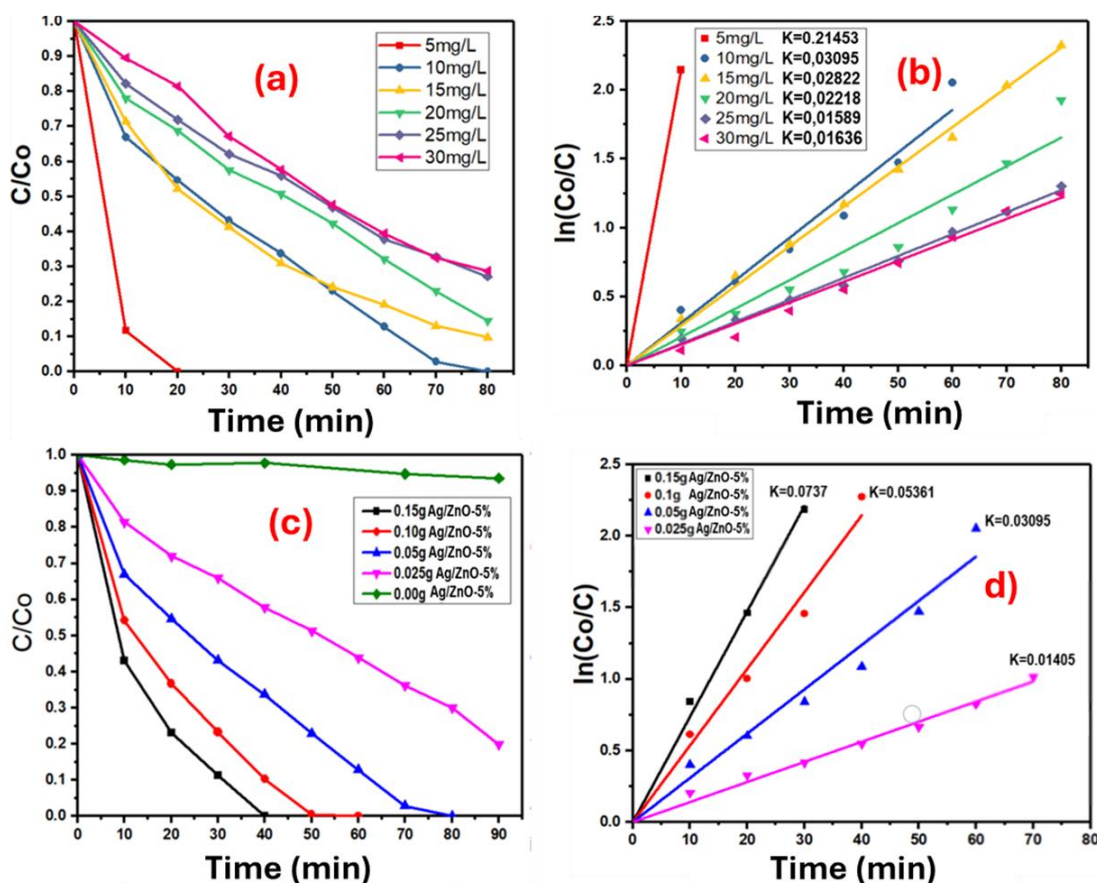 1.0
0.9
0.8
0.7
0.6
0.5
0.4
0.3
0.2
0.1
0.0
C/Co
(a)
5mg/L
10mg/L
15mg/L
20mg/L
25mg/L
30mg/L
0 10 20 30 40 50 60 70 80
Time (min)
2.5
2.0
1.5
1.0
0.5
0.0
ln(Co/C)
5mg/L K=0.21453
10mg/L K=0,03095
15mg/L K=0,02822
20mg/L K=0,02218
25mg/L K=0,01589
30mg/L K=0,01636
(b)
0 10 20 30 40 50 60 70 80
Time (min)
1.0
0.9
0.8
0.7
0.6
0.5
0.4
0.3
0.2
0.1
0.0
C/Co
(c)
0.15g Ag/ZnO-5%
0.10g Ag/ZnO-5%
0.05g Ag/ZnO-5%
0.025g Ag/ZnO-5%
0.00g Ag/ZnO-5%
0 10 20 30 40 50 60 70 80 90
Time (min)
2.5
2.0
1.5
1.0
0.5
0.0
ln(Co/C)
0.15g Ag/ZnO-5%
0.1g Ag/ZnO-5%
0.05g Ag/ZnO-5%
0.025g Ag/ZnO-5%
K=0.0737
K=0.05361
K=0.03095
d)
K=0.01405
0 10 20 30 40 50 60 70 80
Time (min)